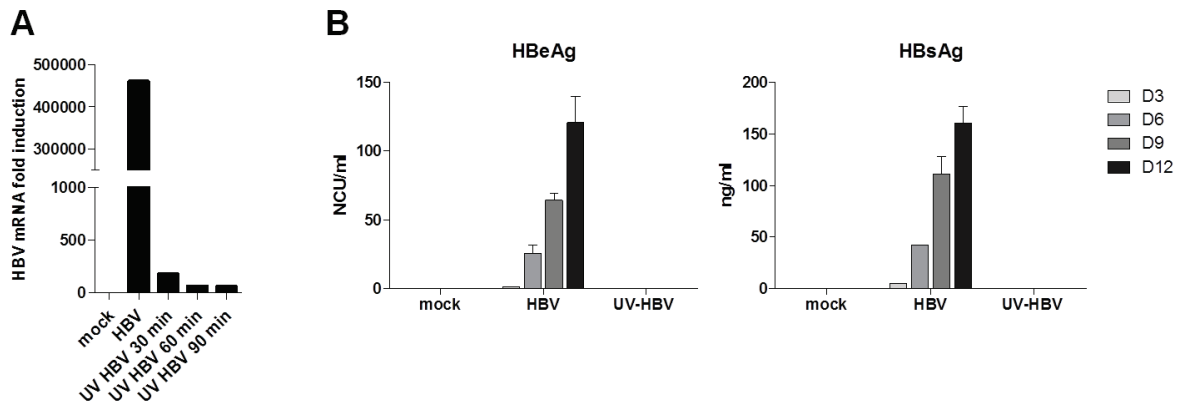 A
HBV mRNA fold induction
500000
400000
300000
1000
500
0
mock
HBV
UV HBV 30 min
UV HBV 60 min
UV HBV 90 min
B
HBeAg
NCU/ml
150
100
50
0
mock HBV UV-HBV
HBsAg
ng/ml
200
150
100
50
0
mock HBV UV-HBV
D3
D6
D9
D12